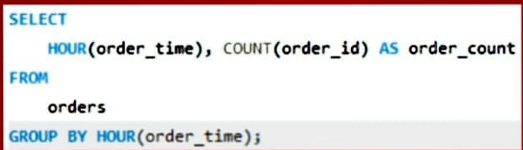 SELECT
HOUR(order_time), COUNT(order_id) AS order_count
FROM
orders
GROUP BY HOUR(order_time);